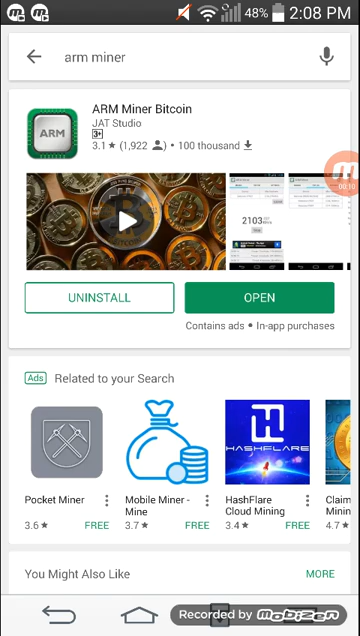 48% 2:08 PM
arm miner
ARM Miner Bitcoin
JAT Studio
3+
3.1 ★ (1,922) • 100 thousand
ARM
00:10
2103
UNINSTALL
OPEN
Contains ads • In-app purchases
Ads Related to your Search
HASHFLARE
Pocket Miner
Mobile Miner - Mine
HashFlare Cloud Mining
Claim Minin
3.6 ★ FREE
3.7 ★ FREE
3.4 ★ FREE
4.7 ★
You Might Also Like
MORE
Recorded by mobizen